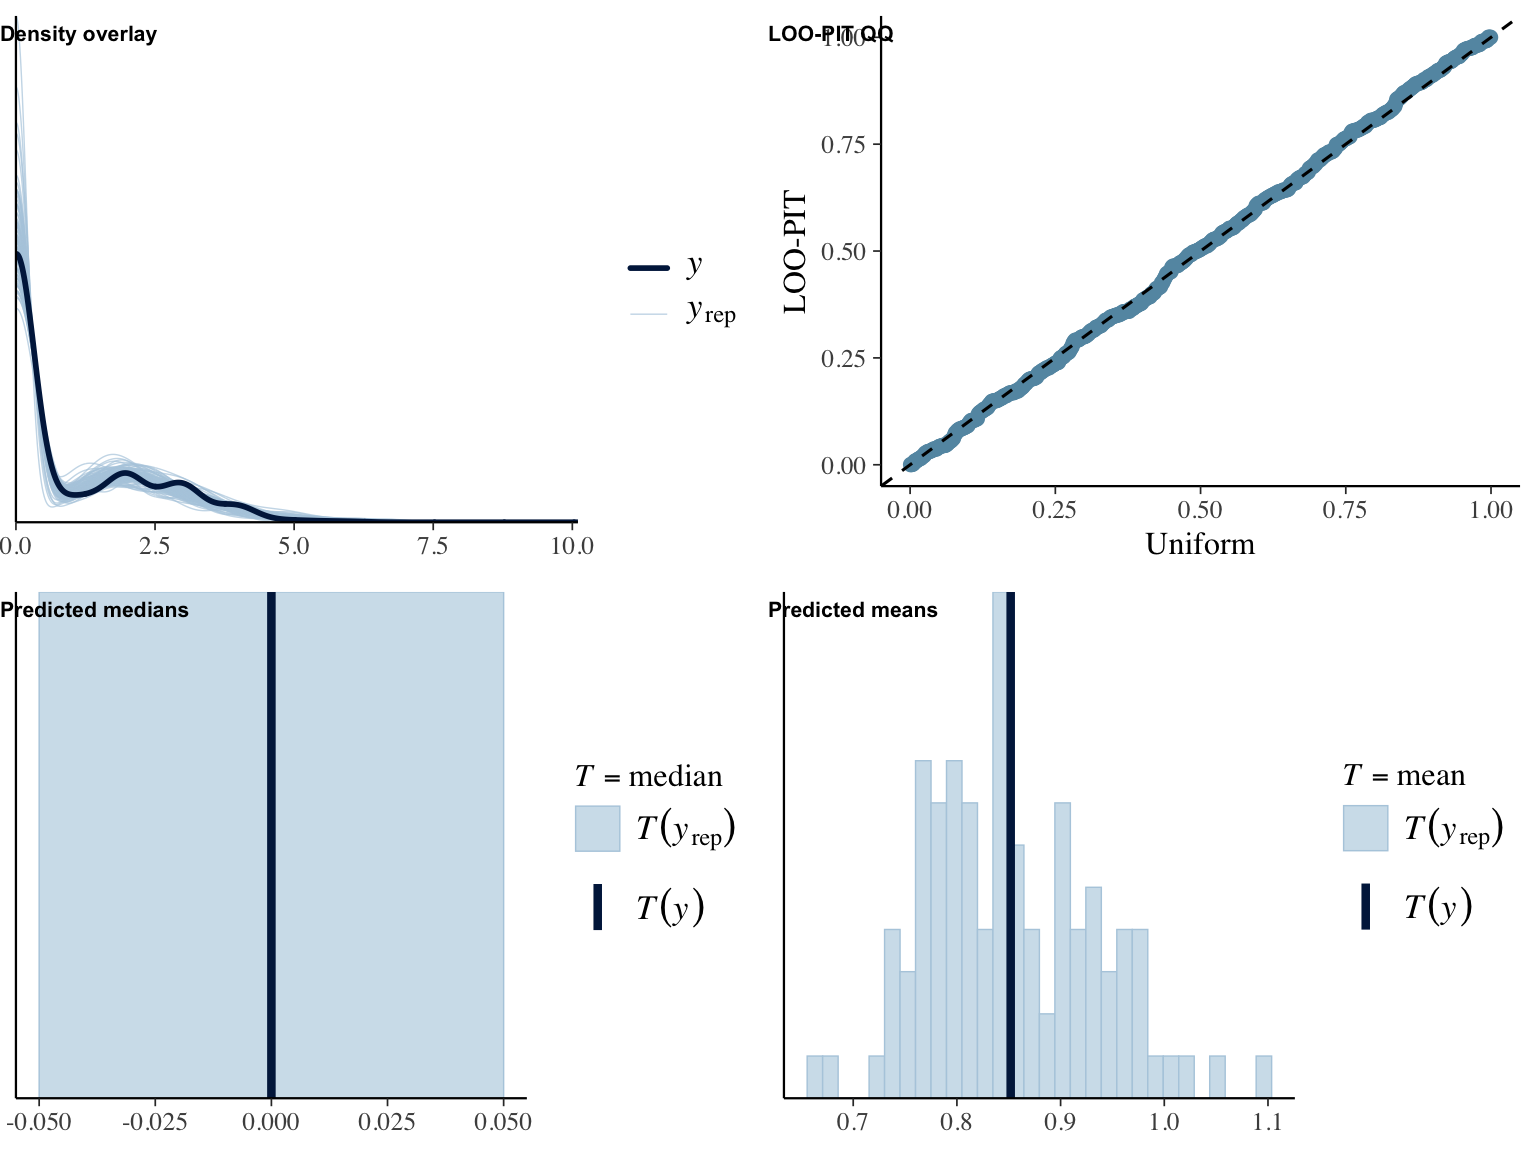 Density overlay
y
yrep
0.0 2.5 5.0 7.5 10.0
LOO-PIT QQ
1.00
0.75
0.50
0.25
0.00
LOO-PIT
0.00 0.25 0.50 0.75 1.00
Uniform
Predicted medians
T = median
T(yrep)
T(y)
-0.050 -0.025 0.000 0.025 0.050
Predicted means
T = mean
T(yrep)
T(y)
0.7 0.8 0.9 1.0 1.1